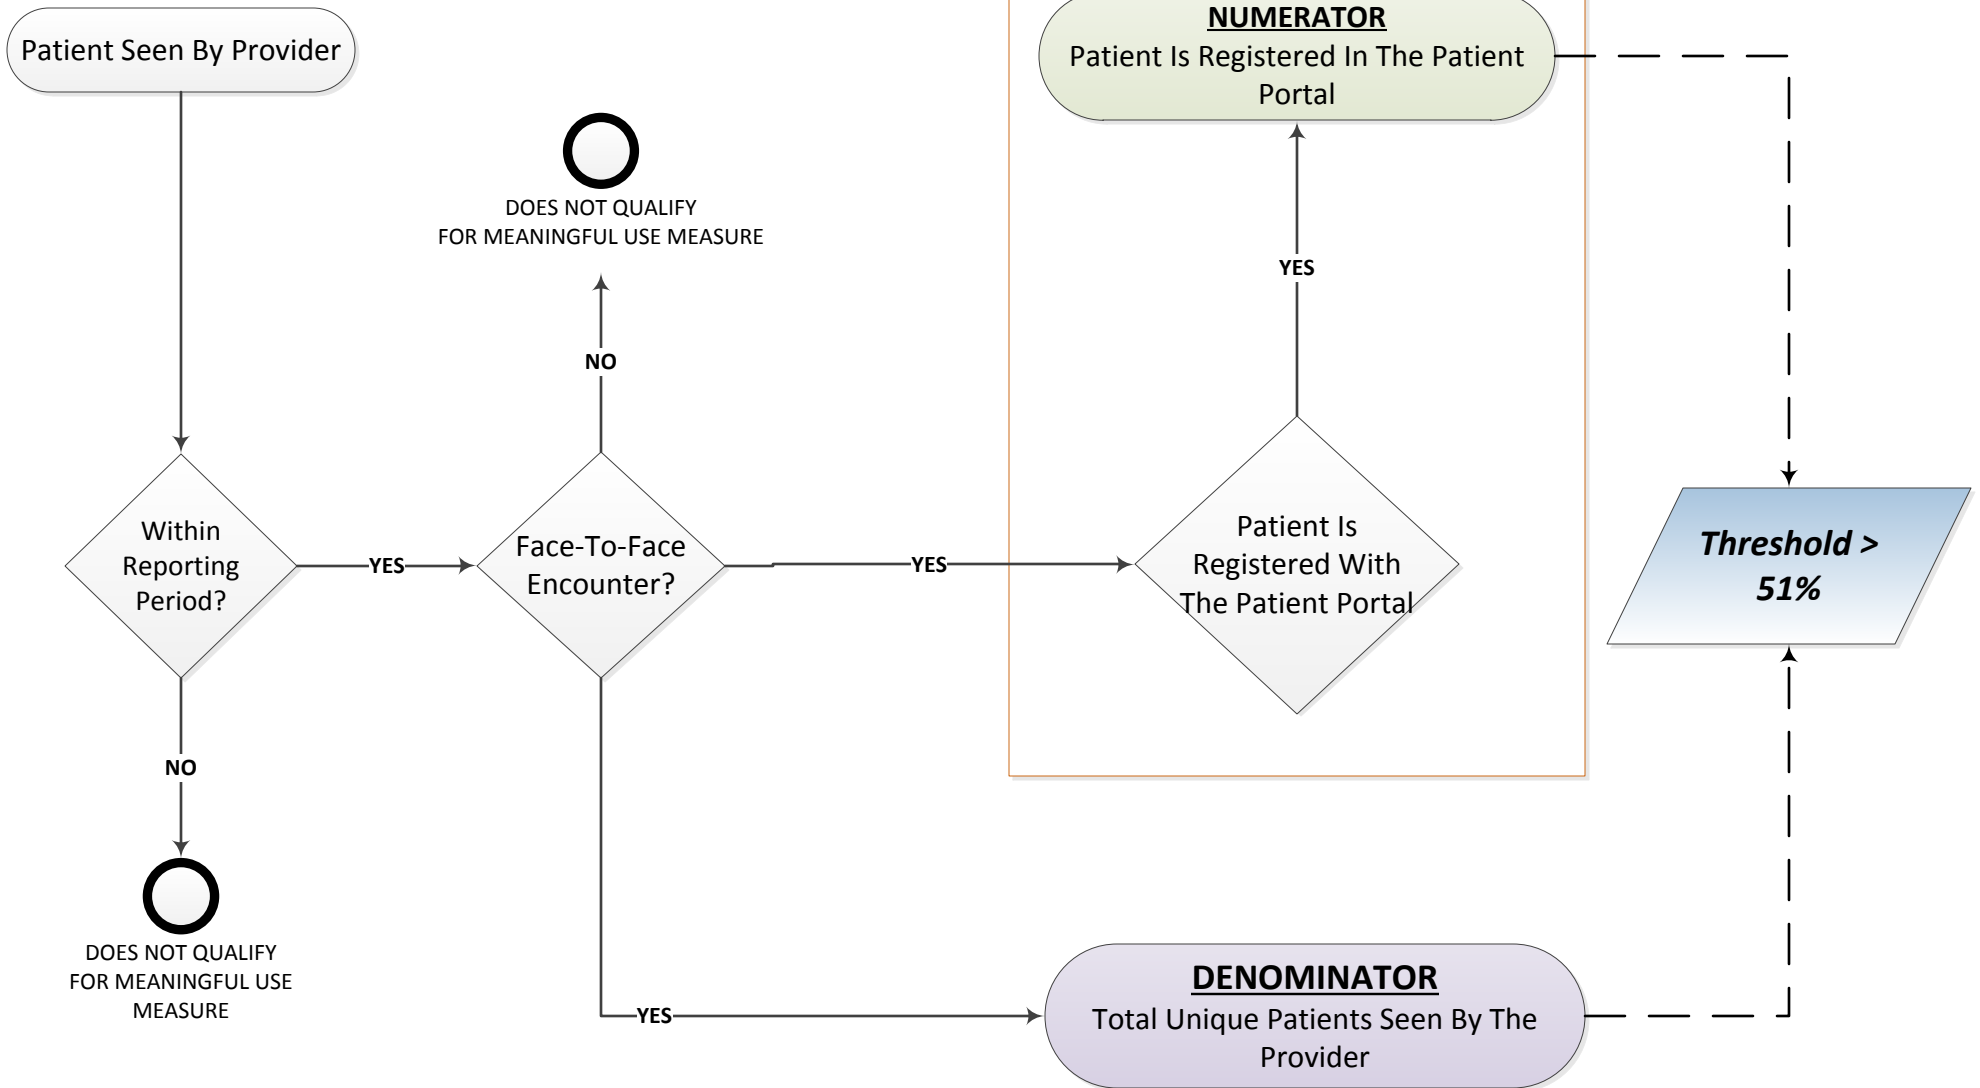 Patient Seen By Provider
NUMERATOR
Patient Is Registered In The Patient
Portal
DOES NOT QUALIFY
FOR MEANINGFUL USE MEASURE
YES
NO
Within
Reporting
Period?
YES
Face-To-Face
Encounter?
YES
Patient Is
Registered With
The Patient Portal
Threshold >
51%
NO
DOES NOT QUALIFY
FOR MEANINGFUL USE
MEASURE
YES
DENOMINATOR
Total Unique Patients Seen By The
Provider